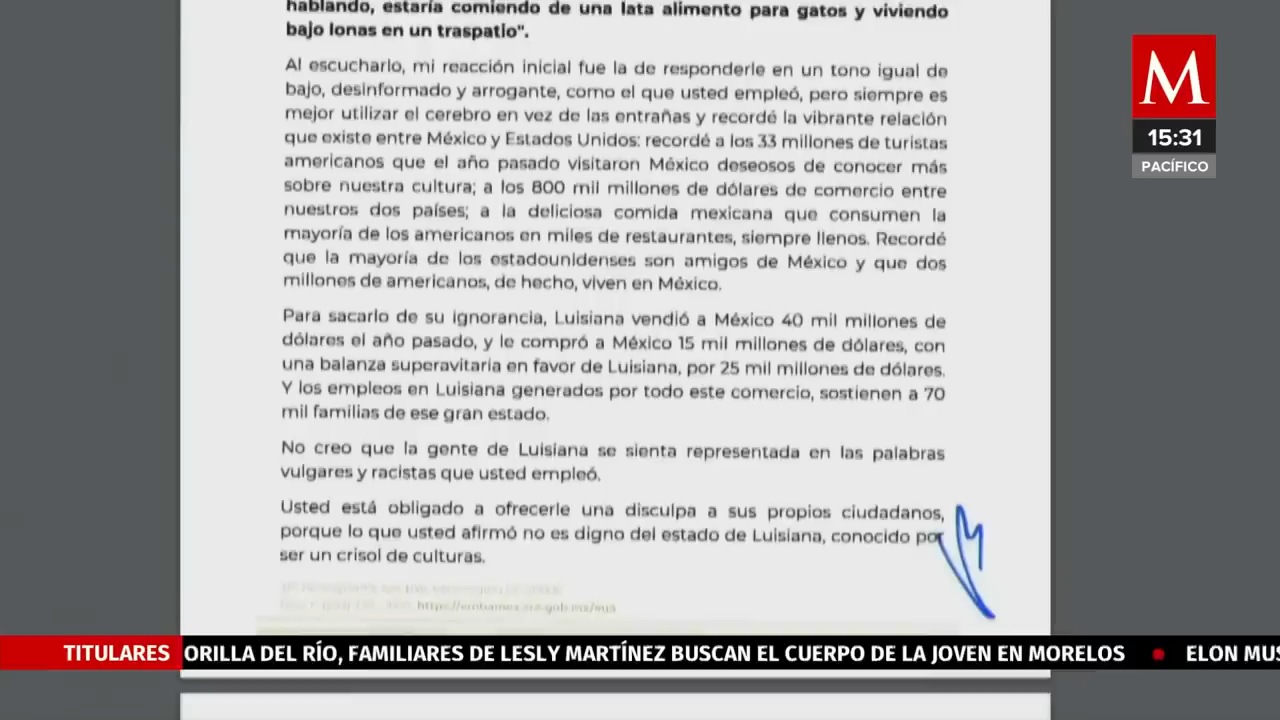 hablando, estaría comiendo de una lata alimento para gatos y viviendo
bajo lonas en un traspatio".
Al escucharlo, mi reacción inicial fue la de responderle en un tono igual de
bajo, desinformado y arrogante, como el que usted empleó, pero siempre es
mejor utilizar el cerebro en vez de las entrañas y recordé la vibrante relación
que existe entre México y Estados Unidos: recordé a los 33 millones de turistas
americanos que el año pasado visitaron México deseosos de conocer más
sobre nuestra cultura; a los 800 mil millones de dólares de comercio entre
nuestros dos países; a la deliciosa comida mexicana que consumen la
mayoría de los americanos en miles de restaurantes, siempre llenos. Recordé
que la mayoría de los estadounidenses son amigos de México y que dos
millones de americanos, de hecho, viven en México.
Para sacarlo de su ignorancia, Luisiana vendió a México 40 mil millones de
dólares el año pasado, y le compró a México 15 mil millones de dólares, con
una balanza superavitaria en favor de Luisiana, por 25 mil millones de dólares.
Y los empleos en Luisiana generados por todo este comercio, sostienen a 70
mil familias de ese gran estado.
No creo que la gente de Luisiana se sienta representada en las palabras
vulgares y racistas que usted empleó.
Usted está obligado a ofrecerle una disculpa a sus propios ciudadanos,
porque lo que usted afirmó no es digno del estado de Luisiana, conocido por
ser un crisol de culturas.
https://embamex.sre.gob.mx/eua
M
15:31
PACÍFICO
TITULARES
ORILLA DEL RÍO, FAMILIARES DE LESLY MARTÍNEZ BUSCAN EL CUERPO DE LA JOVEN EN MORELOS • ELON MUS